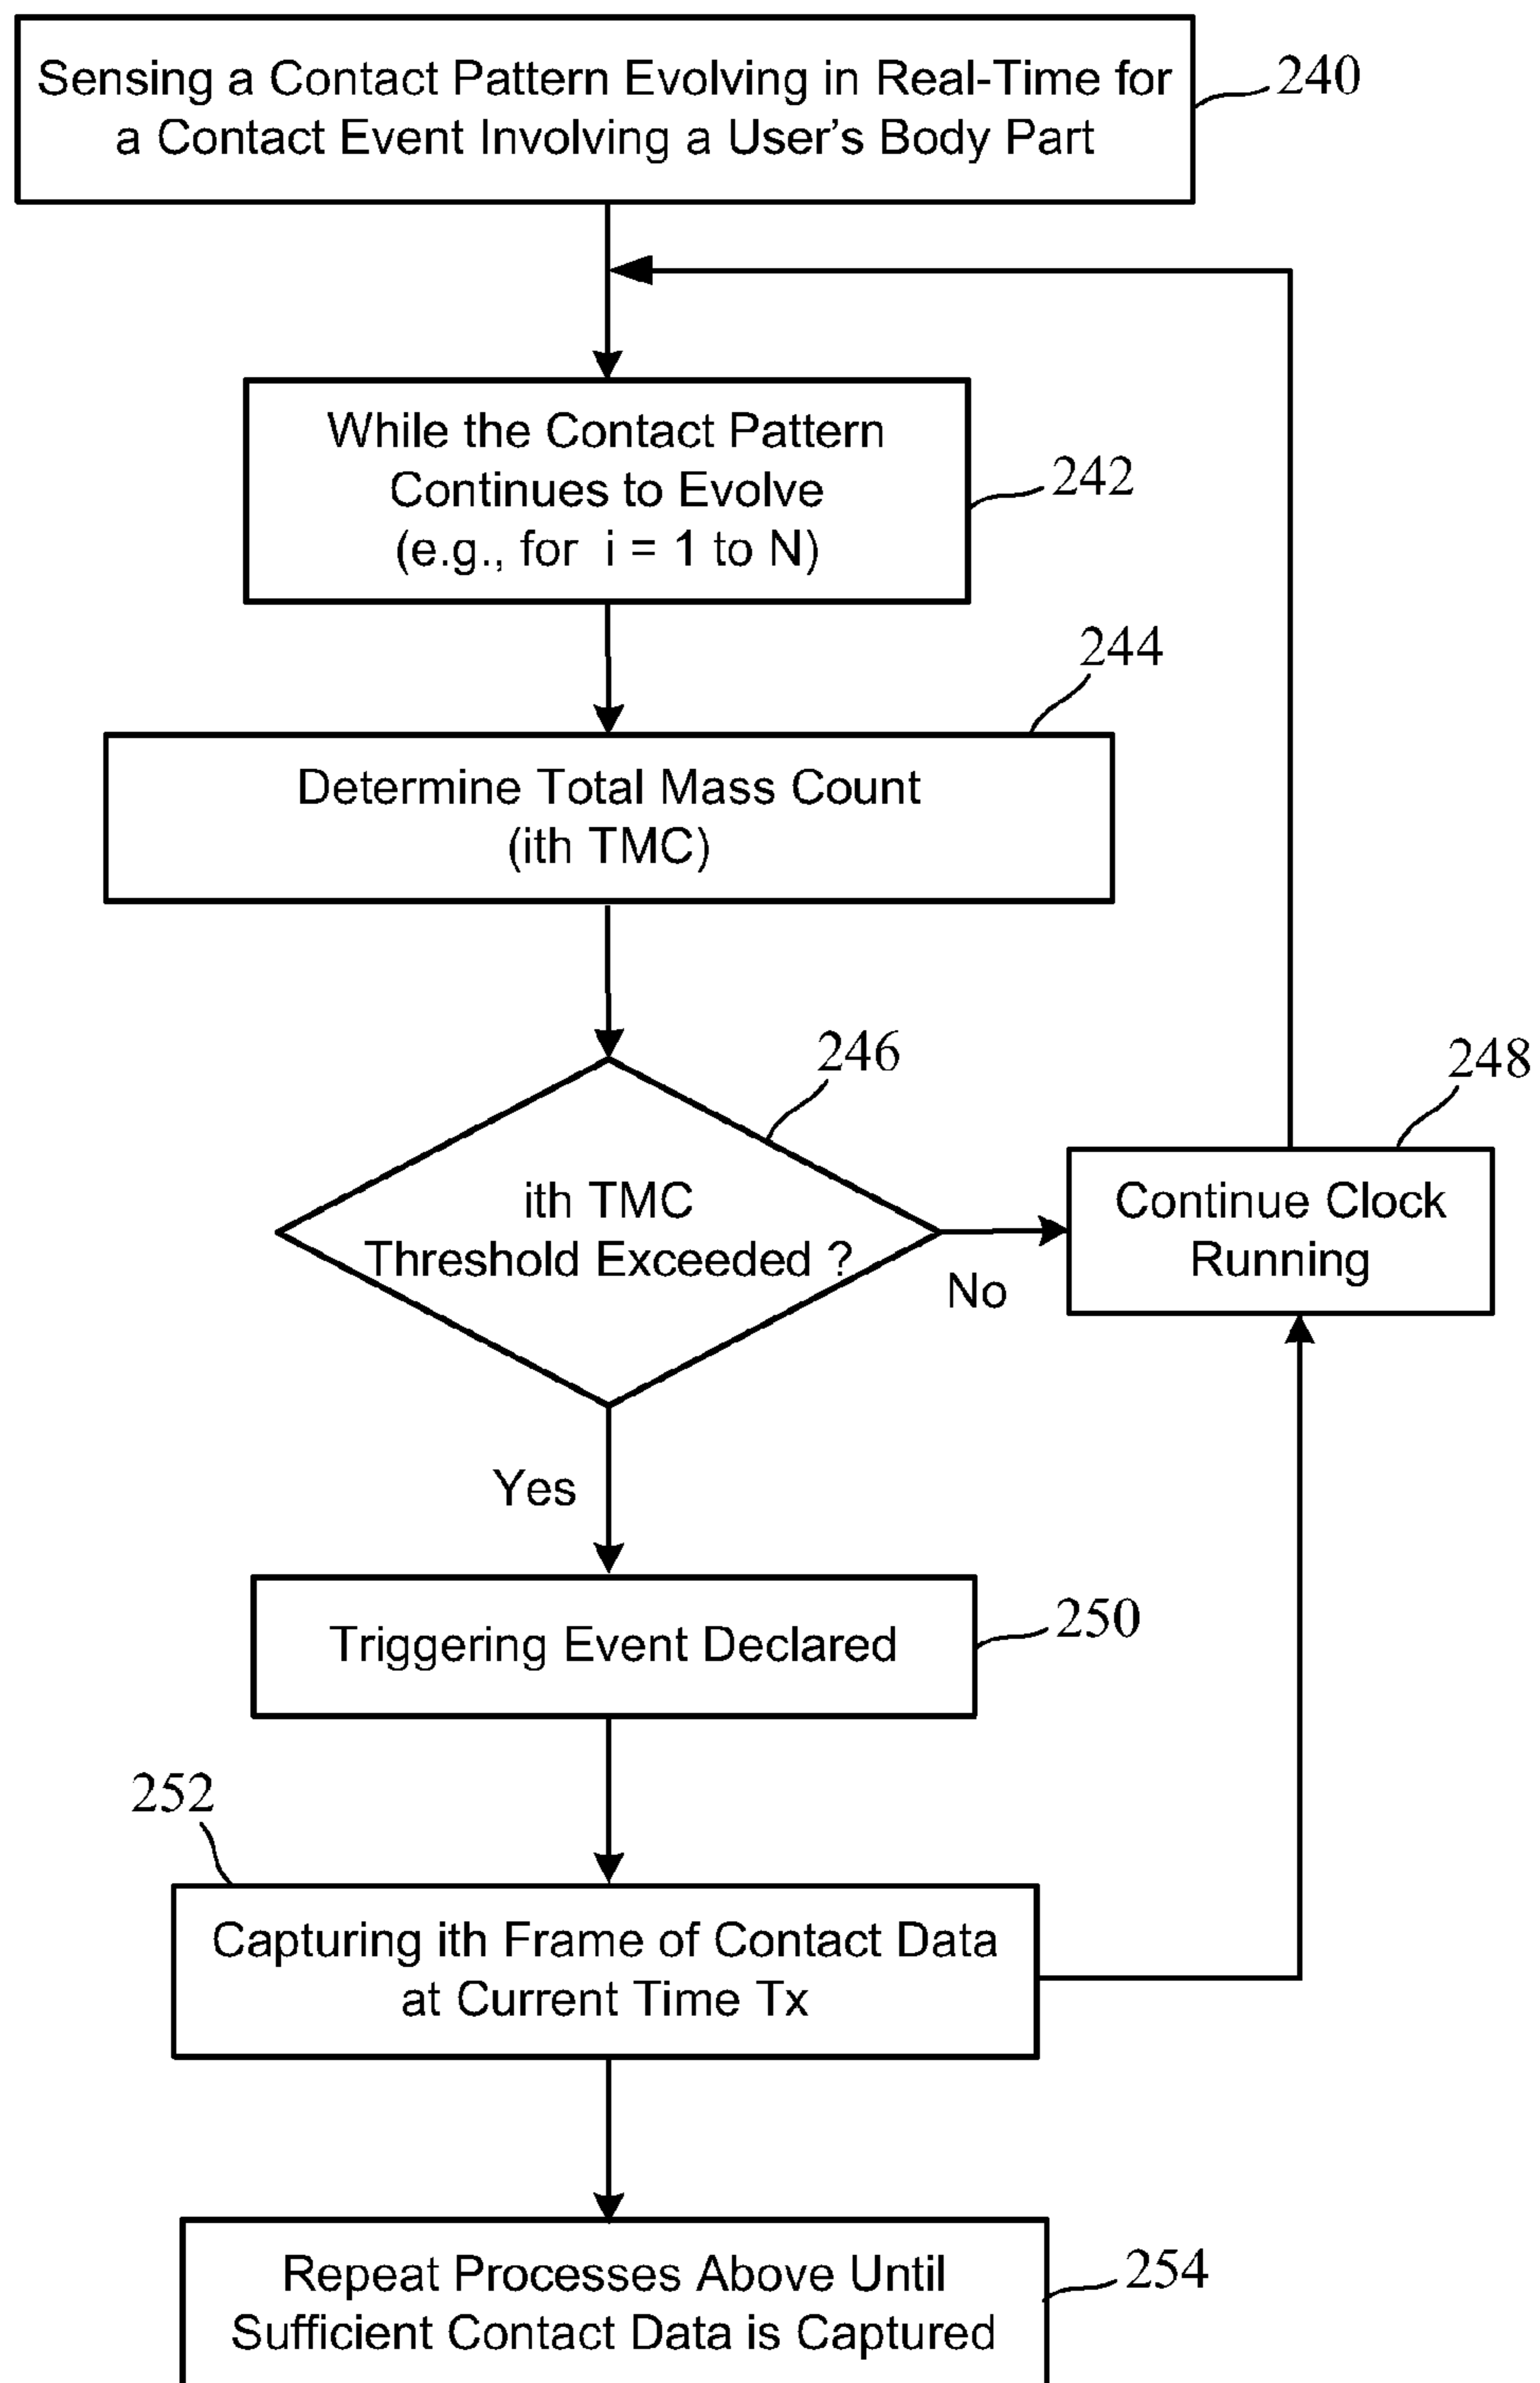 Sensing a Contact Pattern Evolving in Real-Time for
a Contact Event Involving a User's Body Part
240
While the Contact Pattern
Continues to Evolve
(e.g., for i = 1 to N)
242
244
Determine Total Mass Count
(ith TMC)
246
ith TMC
Threshold Exceeded ?
No
248
Continue Clock
Running
Yes
Triggering Event Declared
250
252
Capturing ith Frame of Contact Data
at Current Time Tx
Repeat Processes Above Until
Sufficient Contact Data is Captured
254